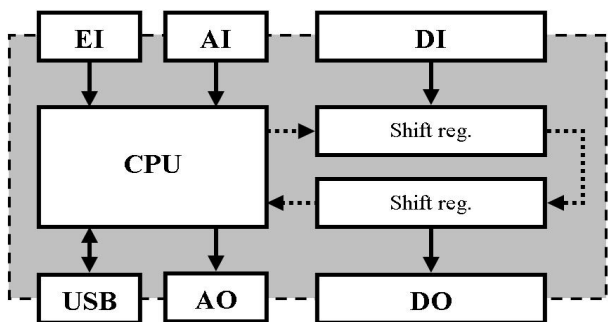 EI
AI
DI
Shift reg.
CPU
Shift reg.
USB
AO
DO